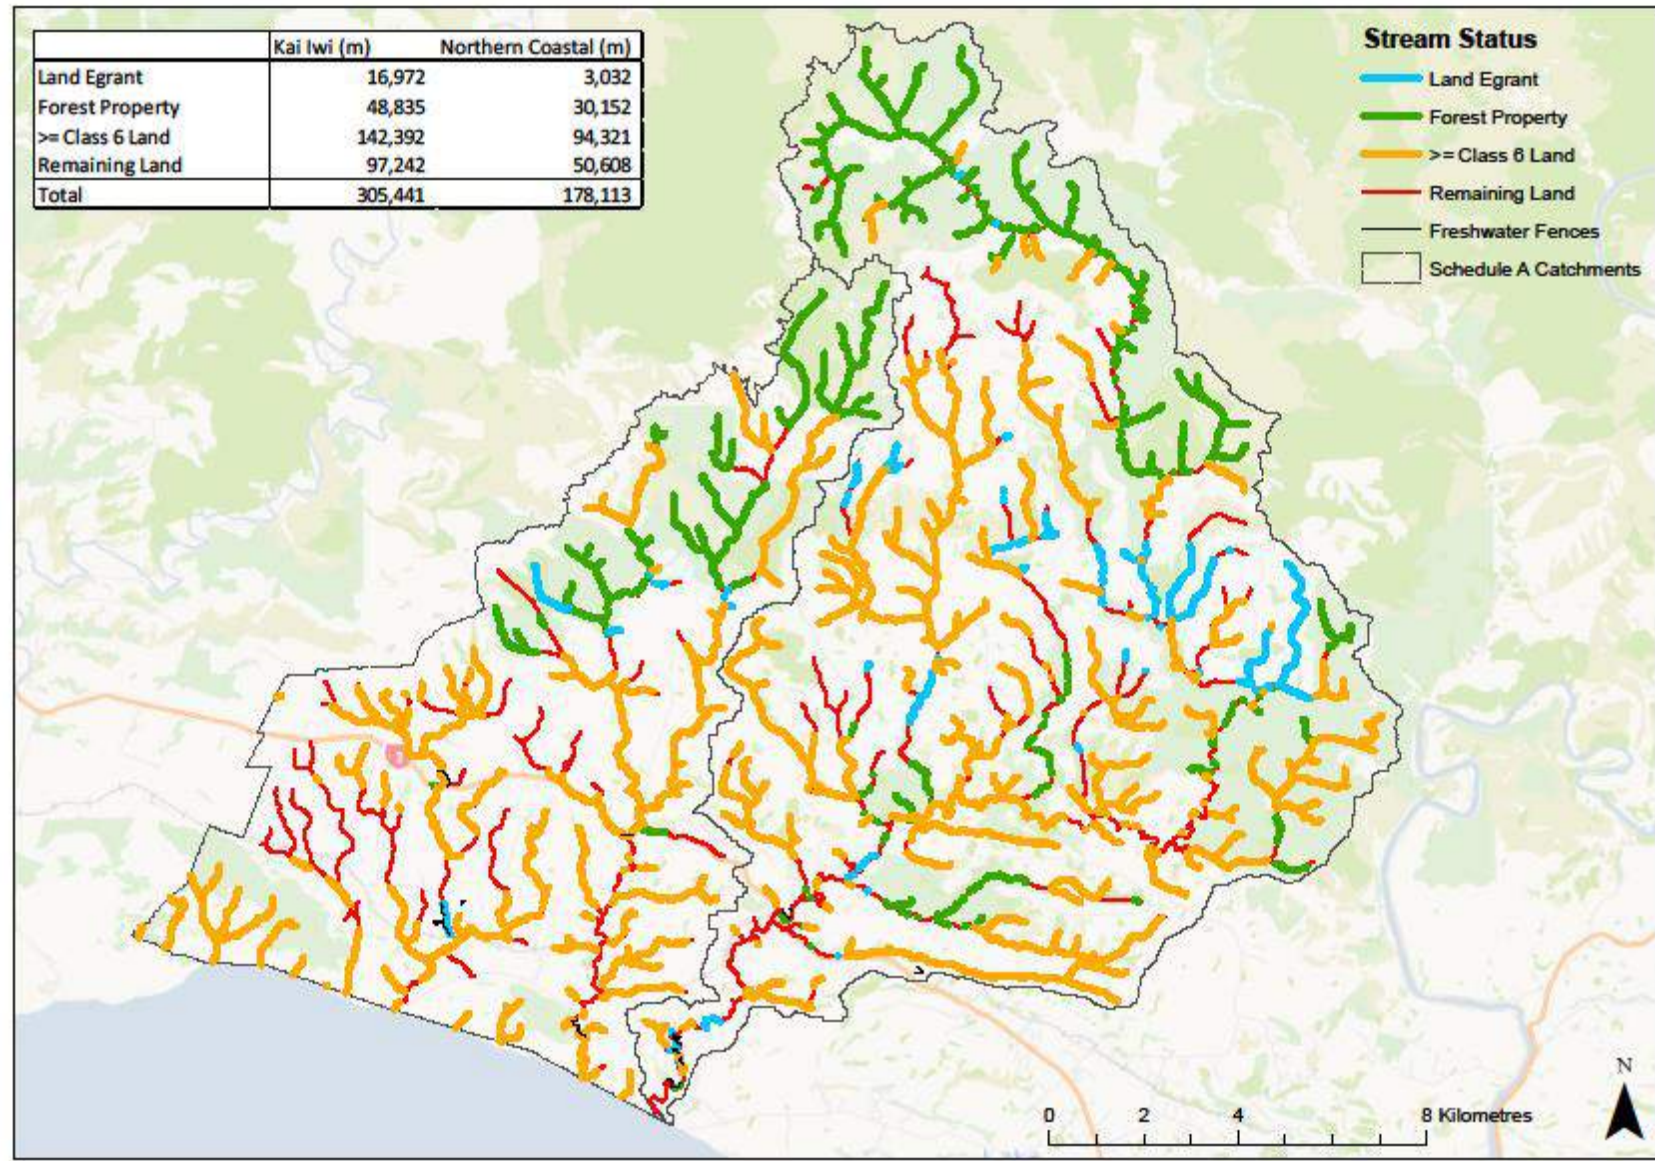 Kai Iwi (m) Northern Coastal (m)
Land Egrant 16,972 3,032
Forest Property 48,835 30,152
>= Class 6 Land 142,392 94,321
Remaining Land 97,242 50,608
Total 305,441 178,113
Stream Status
Land Egrant
Forest Property
>= Class 6 Land
Remaining Land
Freshwater Fences
Schedule A Catchments
N
0 2 4 8 Kilometres